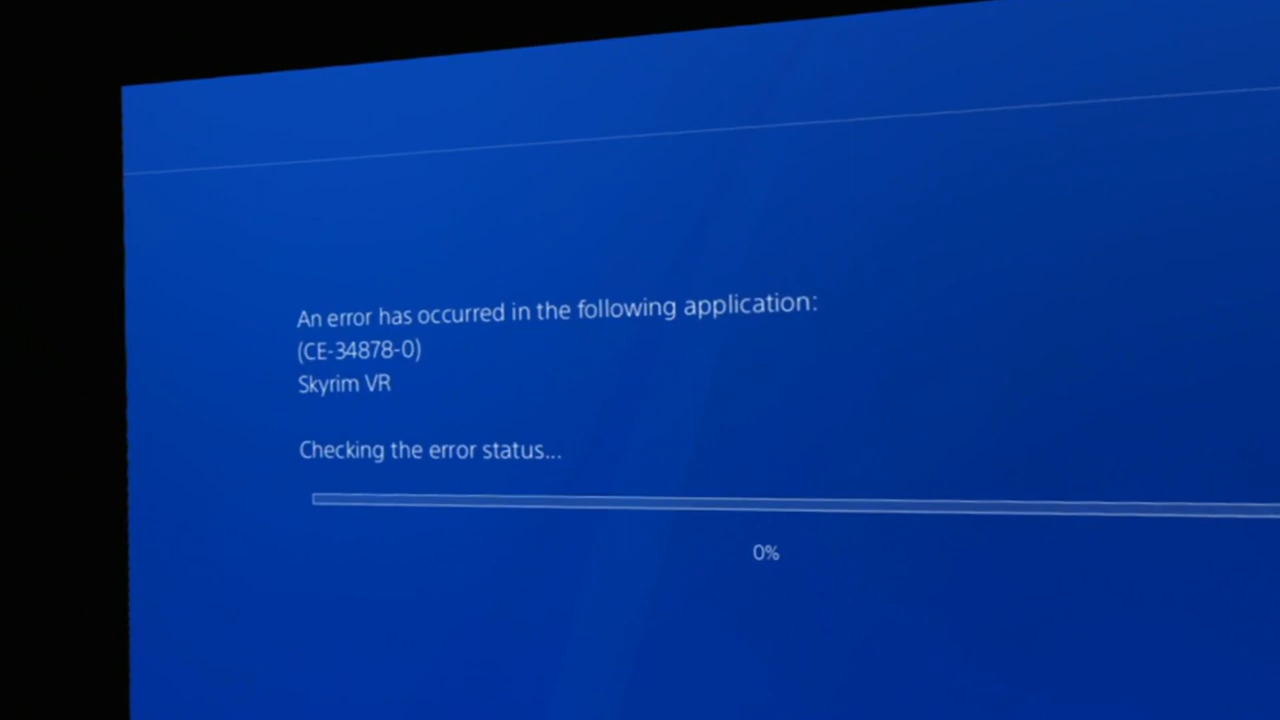 An error has occurred in the following application:
(CE-34878-0)
Skyrim VR
Checking the error status...
0%